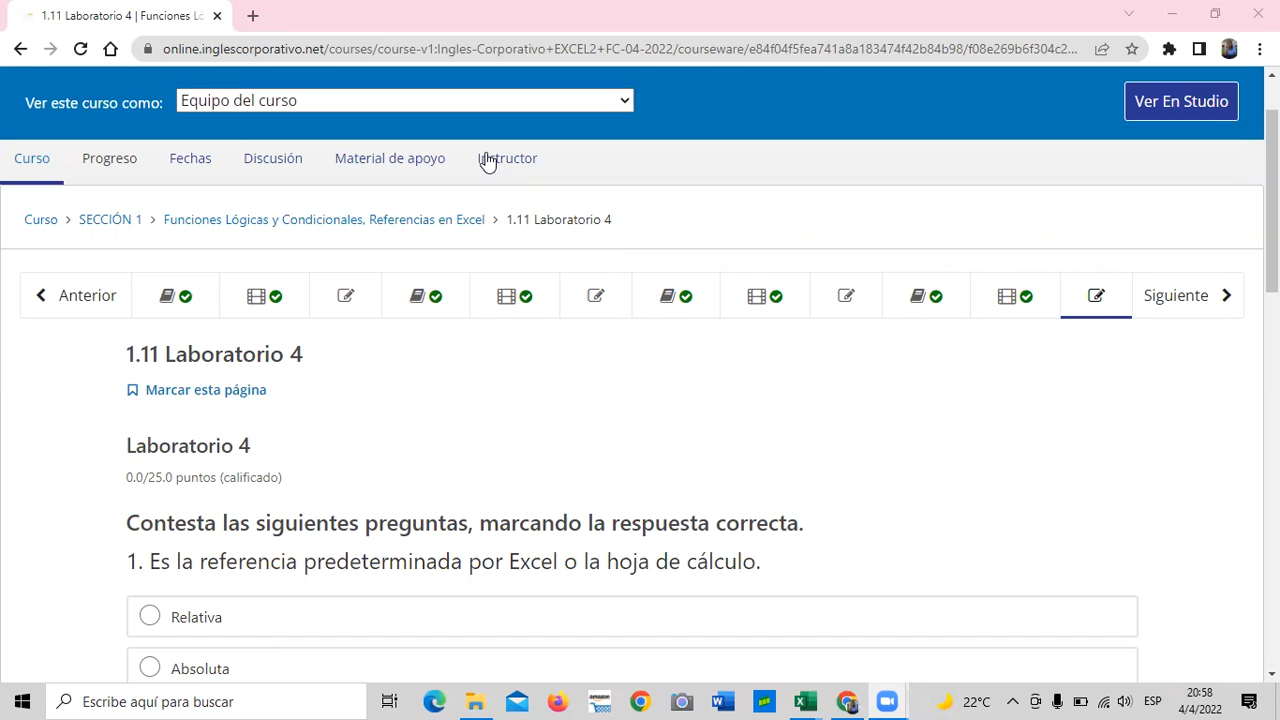 1.11 Laboratorio 4 | Funciones Ló
online.inglescorporativo.net/courses/course-v1:Ingles-Corporativo+EXCEL2+FC-04-2022/courseware/e84f04f5fea741a8a183474f42b84b98/f08e269b6f304c2...
Ver este curso como: Equipo del curso Ver En Studio
Curso Progreso Fechas Discusión Material de apoyo Instructor
Curso > SECCIÓN 1 > Funciones Lógicas y Condicionales, Referencias en Excel > 1.11 Laboratorio 4
Anterior Siguiente
1.11 Laboratorio 4
Marcar esta página
Laboratorio 4
0.0/25.0 puntos (calificado)
Contesta las siguientes preguntas, marcando la respuesta correcta.
1. Es la referencia predeterminada por Excel o la hoja de cálculo.
Relativa
Absoluta
Escribe aquí para buscar 22°C ESP 20:58
4/4/2022